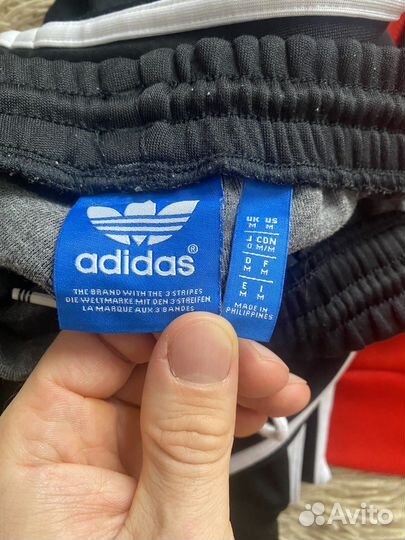 adidas®
THE BRAND WITH THE 3 STRIPES
DIE WELTMARKE MIT DEN 3 STREIFEN
LA MARQUE AUX 3 BANDES
UK M US M
J O CDN M/M
D M F M
E M I M
MADE IN
PHILIPPINES
Avito